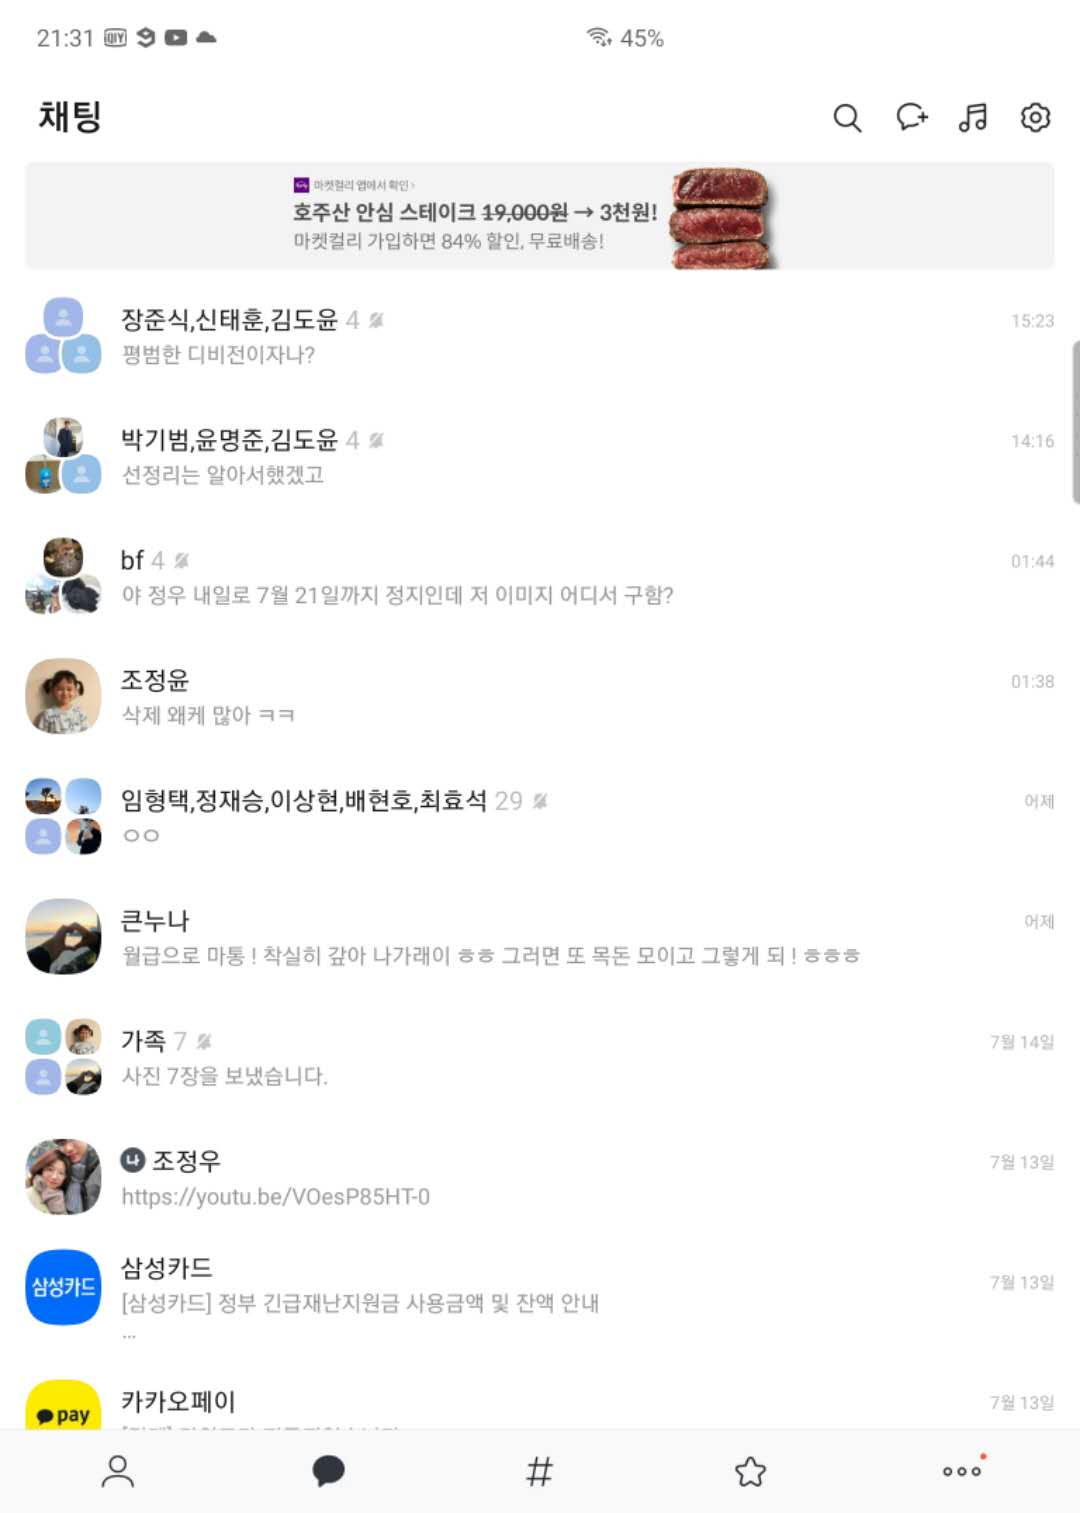 21:31 45%
채팅
마켓컬리 앱에서 확인 ›
호주산 안심 스테이크 19,000원 → 3천원!
마켓컬리 가입하면 84% 할인, 무료배송!
장준식,신태훈,김도윤 4 15:23
평범한 디비전이자나?
박기범,윤명준,김도윤 4 14:16
선정리는 알아서했겠고
bf 4 01:44
야 정우 내일로 7월 21일까지 정지인데 저 이미지 어디서 구함?
조정윤 01:38
삭제 왜케 많아 ㅋㅋ
임형택,정재승,이상현,배현호,최효석 29 어제
ㅇㅇ
큰누나 어제
월급으로 마통 ! 착실히 갚아 나가래이 ㅎㅎ 그러면 또 목돈 모이고 그렇게 되 ! ㅎㅎㅎ
가족 7 7월 14일
사진 7장을 보냈습니다.
나 조정우 7월 13일
https://youtu.be/VOesP85HT-0
삼성카드 삼성카드 7월 13일
[삼성카드] 정부 긴급재난지원금 사용금액 및 잔액 안내
...
pay 카카오페이 7월 13일